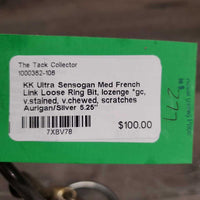 The Tack Collector
1000362-106
KK Ultra Sensogan Med French
Link Loose Ring Bit, lozenge *gc,
v.stained, v.chewed, scratches
Aurigan/Silver 5.25"
7XBV78
$100.00
277